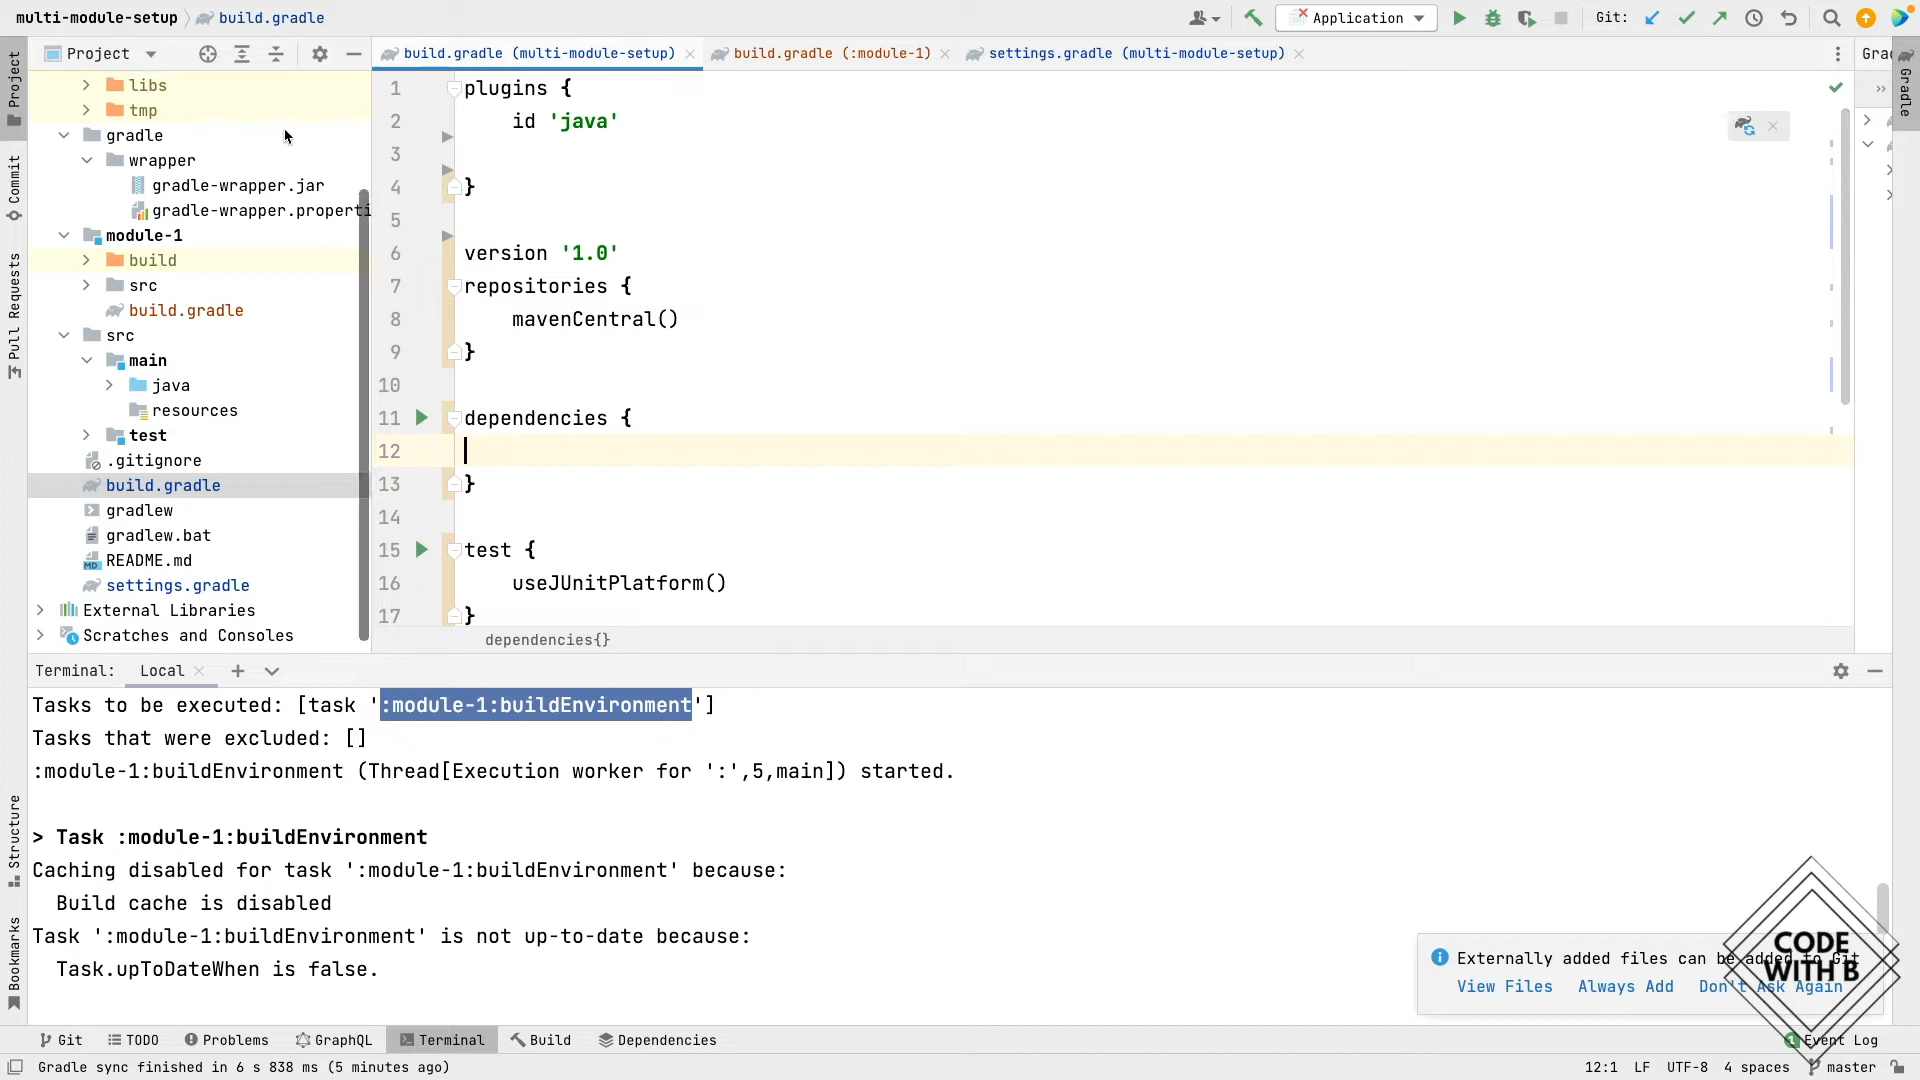 multi-module-setup build.gradle
Application
Git:
Project
build.gradle (multi-module-setup)
build.gradle (:module-1)
settings.gradle (multi-module-setup)
Project
Commit
Pull Requests
Structure
Bookmarks
Gradle
libs
tmp
gradle
wrapper
gradle-wrapper.jar
gradle-wrapper.properti
module-1
build
src
build.gradle
src
main
java
resources
test
.gitignore
build.gradle
gradlew
gradlew.bat
README.md
settings.gradle
External Libraries
Scratches and Consoles
1 plugins {
2     id 'java'
3
4 }
5
6 version '1.0'
7 repositories {
8     mavenCentral()
9 }
10
11 dependencies {
12
13 }
14
15 test {
16     useJUnitPlatform()
17 }
dependencies{}
Terminal: Local
Tasks to be executed: [task ':module-1:buildEnvironment']
Tasks that were excluded: []
:module-1:buildEnvironment (Thread[Execution worker for ':',5,main]) started.
> Task :module-1:buildEnvironment
Caching disabled for task ':module-1:buildEnvironment' because:
  Build cache is disabled
Task ':module-1:buildEnvironment' is not up-to-date because:
  Task.upToDateWhen is false.
Externally added files can be added to Git
View Files Always Add Don't Ask Again
CODE
WITH B
Git TODO Problems GraphQL Terminal Build Dependencies
Event Log
Gradle sync finished in 6 s 838 ms (5 minutes ago)
12:1 LF UTF-8 4 spaces master